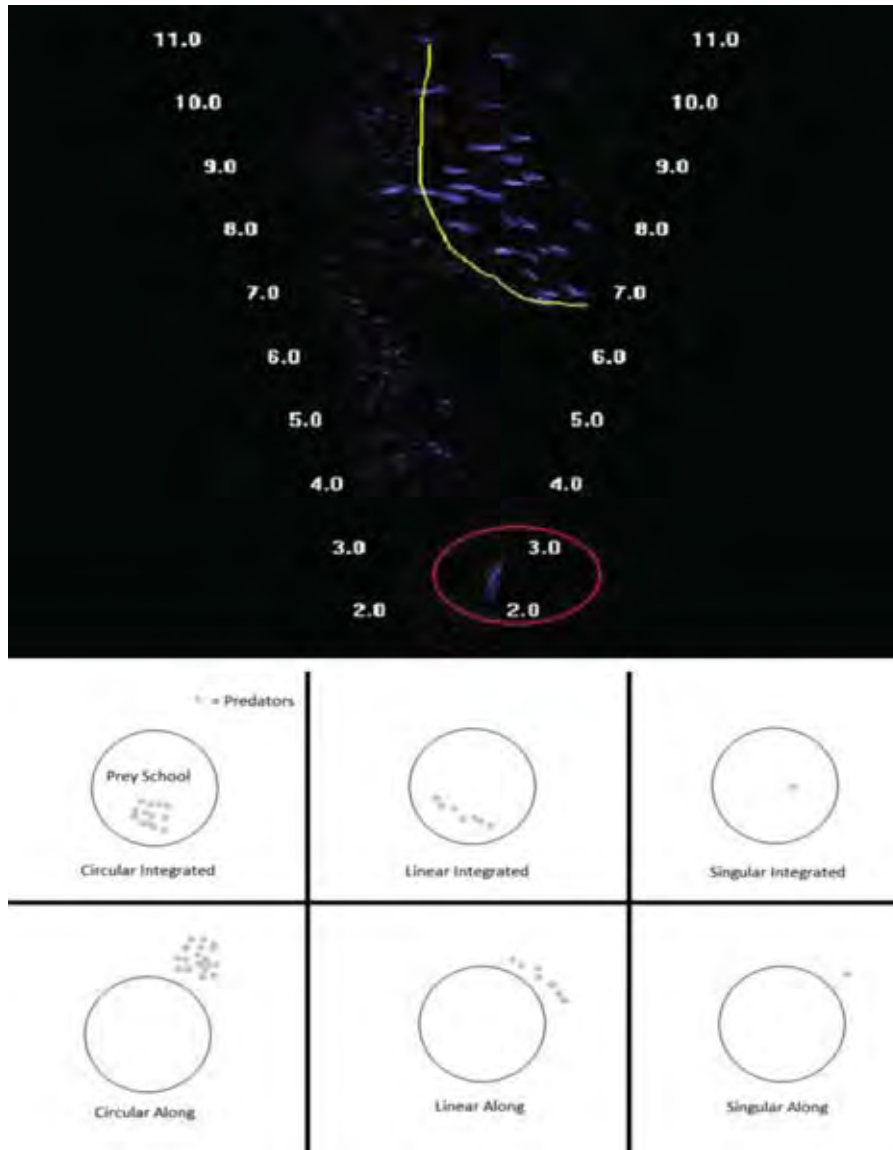 11.0 11.0
10.0 10.0
9.0 9.0
8.0 8.0
7.0 7.0
6.0 6.0
5.0 5.0
4.0 4.0
3.0 3.0
2.0 2.0
Predators
Prey School
Circular Integrated
Linear Integrated
Singular Integrated
Circular Along
Linear Along
Singular Along